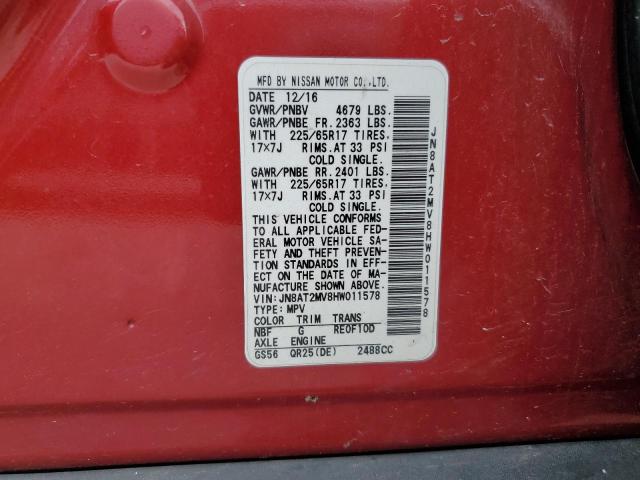 MFD BY NISSAN MOTOR CO.,LTD.
DATE 12/16
GVWR/PNBV 4679 LBS.
GAWR/PNBE FR. 2363 LBS.
WITH 225/65R17 TIRES.
17×7J RIMS. AT 33 PSI
COLD SINGLE.
GAWR/PNBE RR. 2401 LBS.
WITH 225/65R17 TIRES.
17×7J RIMS. AT 33 PSI
COLD SINGLE.
THIS VEHICLE CONFORMS
TO ALL APPLICABLE FED-
ERAL MOTOR VEHICLE SA-
FETY AND THEFT PREVENT-
ION STANDARDS IN EFF-
ECT ON THE DATE OF MA-
NUFACTURE SHOWN ABOVE.
VIN: JN8AT2MV8HW011578
TYPE: MPV
COLOR TRIM TRANS
NBF G RE0F10D
AXLE ENGINE
GS56 QR25(DE) 2488CC
JN8AT2MV8HW011578